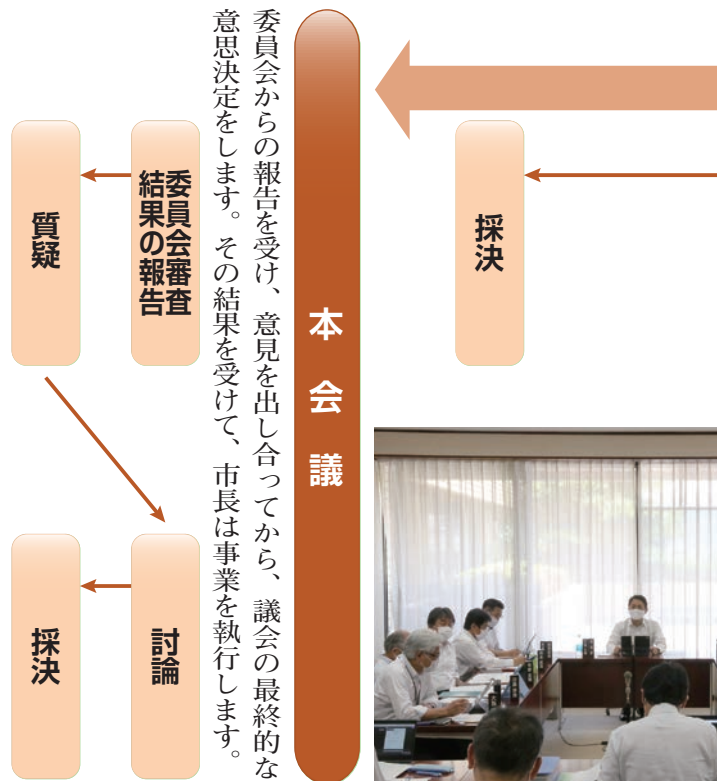 採決
本会議
委員会からの報告を受け、意見を出し合ってから、議会の最終的な
意思決定をします。その結果を受けて、市長は事業を執行します。
委員会審査
結果の報告
質疑
討論
採決